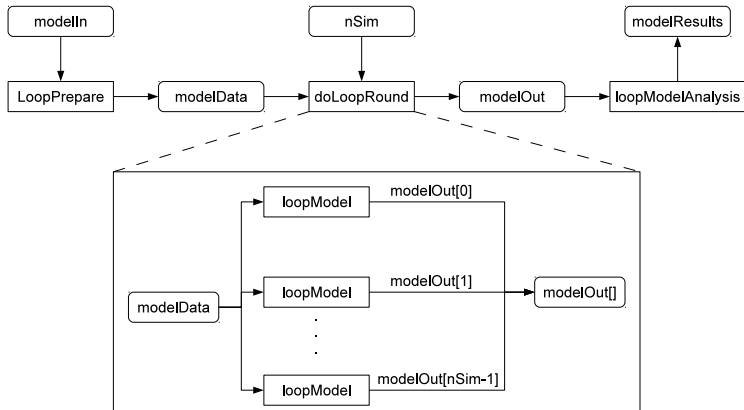 modelIn
nSim
modelResults
LoopPrepare
modelData
doLoopRound
modelOut
loopModelAnalysis
modelOut[0]
loopModel
modelOut[1]
loopModel
modelData
modelOut[]
modelOut[nSim-1]
loopModel